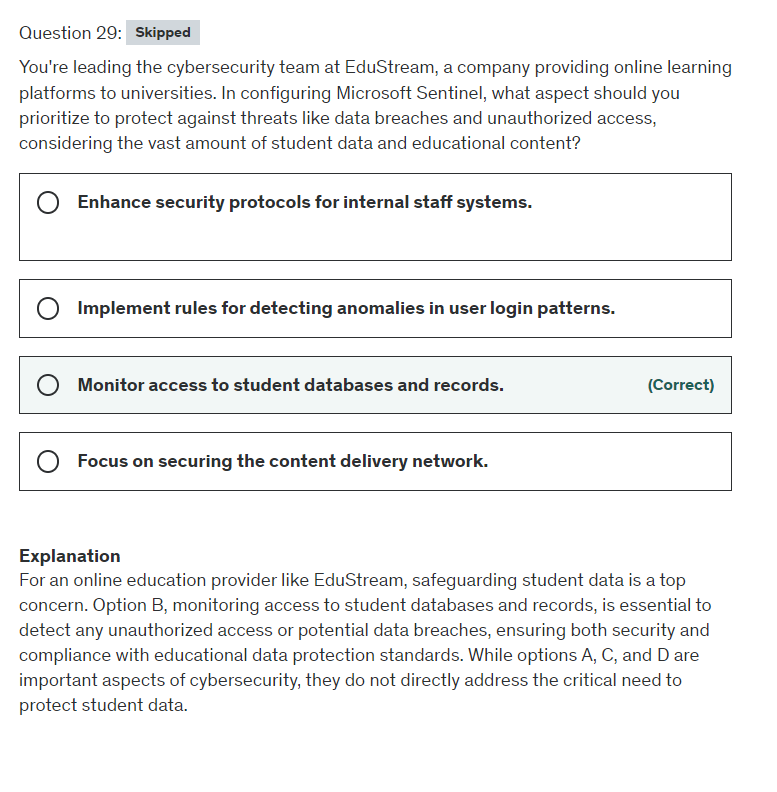 Question 29: Skipped
You're leading the cybersecurity team at EduStream, a company providing online learning
platforms to universities. In configuring Microsoft Sentinel, what aspect should you
prioritize to protect against threats like data breaches and unauthorized access,
considering the vast amount of student data and educational content?
Enhance security protocols for internal staff systems.
Implement rules for detecting anomalies in user login patterns.
Monitor access to student databases and records. (Correct)
Focus on securing the content delivery network.
Explanation
For an online education provider like EduStream, safeguarding student data is a top
concern. Option B, monitoring access to student databases and records, is essential to
detect any unauthorized access or potential data breaches, ensuring both security and
compliance with educational data protection standards. While options A, C, and D are
important aspects of cybersecurity, they do not directly address the critical need to
protect student data.